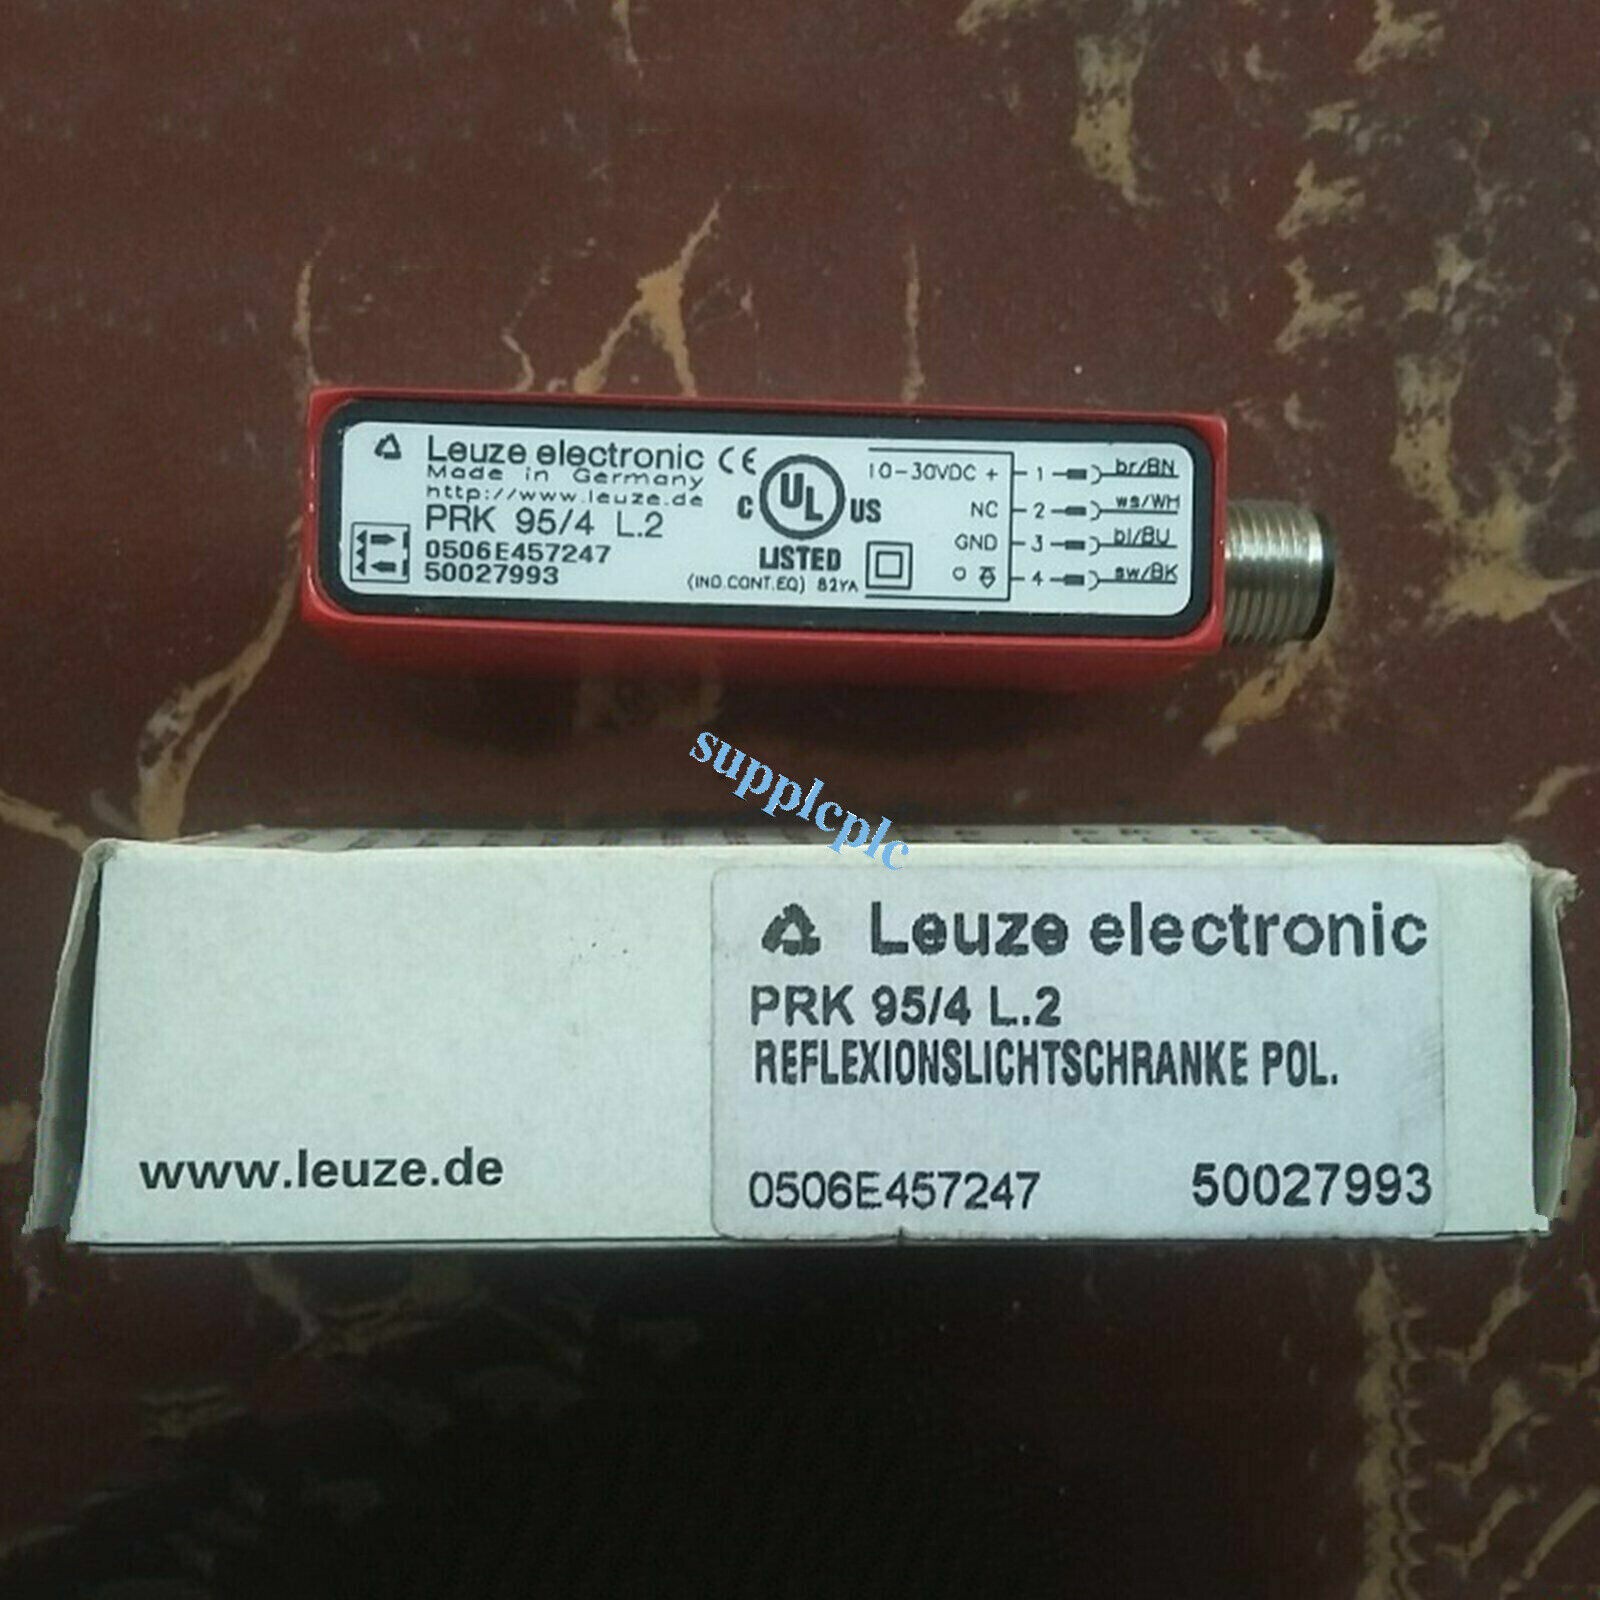 Leuze electronic
Made in Germany
http://www.leuze.de
PRK 95/4 L.2
0506E457247
50027993
CE
C UL US
LISTED
(IND.CONT.EQ) 82YA
10-30VDC + 1 br/BN
NC 2 ws/WH
GND 3 bl/BU
4 sw/BK
supplcplc
Leuze electronic
PRK 95/4 L.2
REFLEXIONSLICHTSCHRANKE POL.
0506E457247 50027993
www.leuze.de